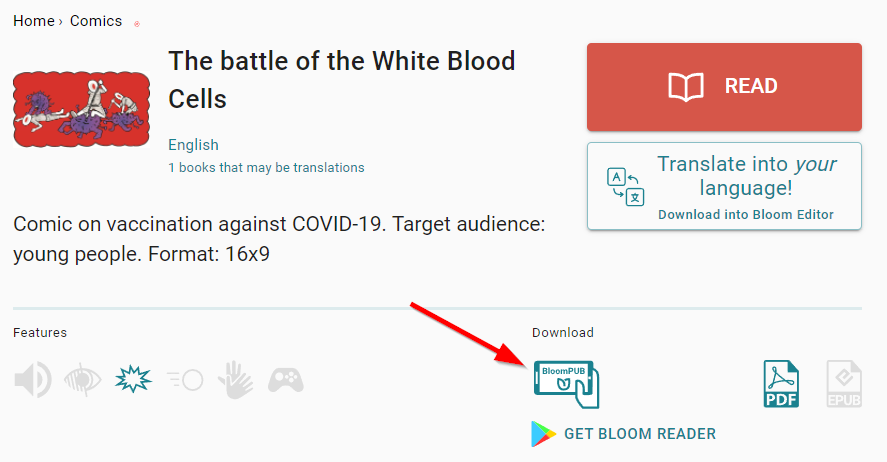 Home › Comics
The battle of the White Blood
Cells
English
1 books that may be translations
READ
Translate into your
language!
Download into Bloom Editor
A
文
Comic on vaccination against COVID-19. Target audience:
young people. Format: 16x9
Features
Download
BloomPUB
PDF
EPUB
GET BLOOM READER